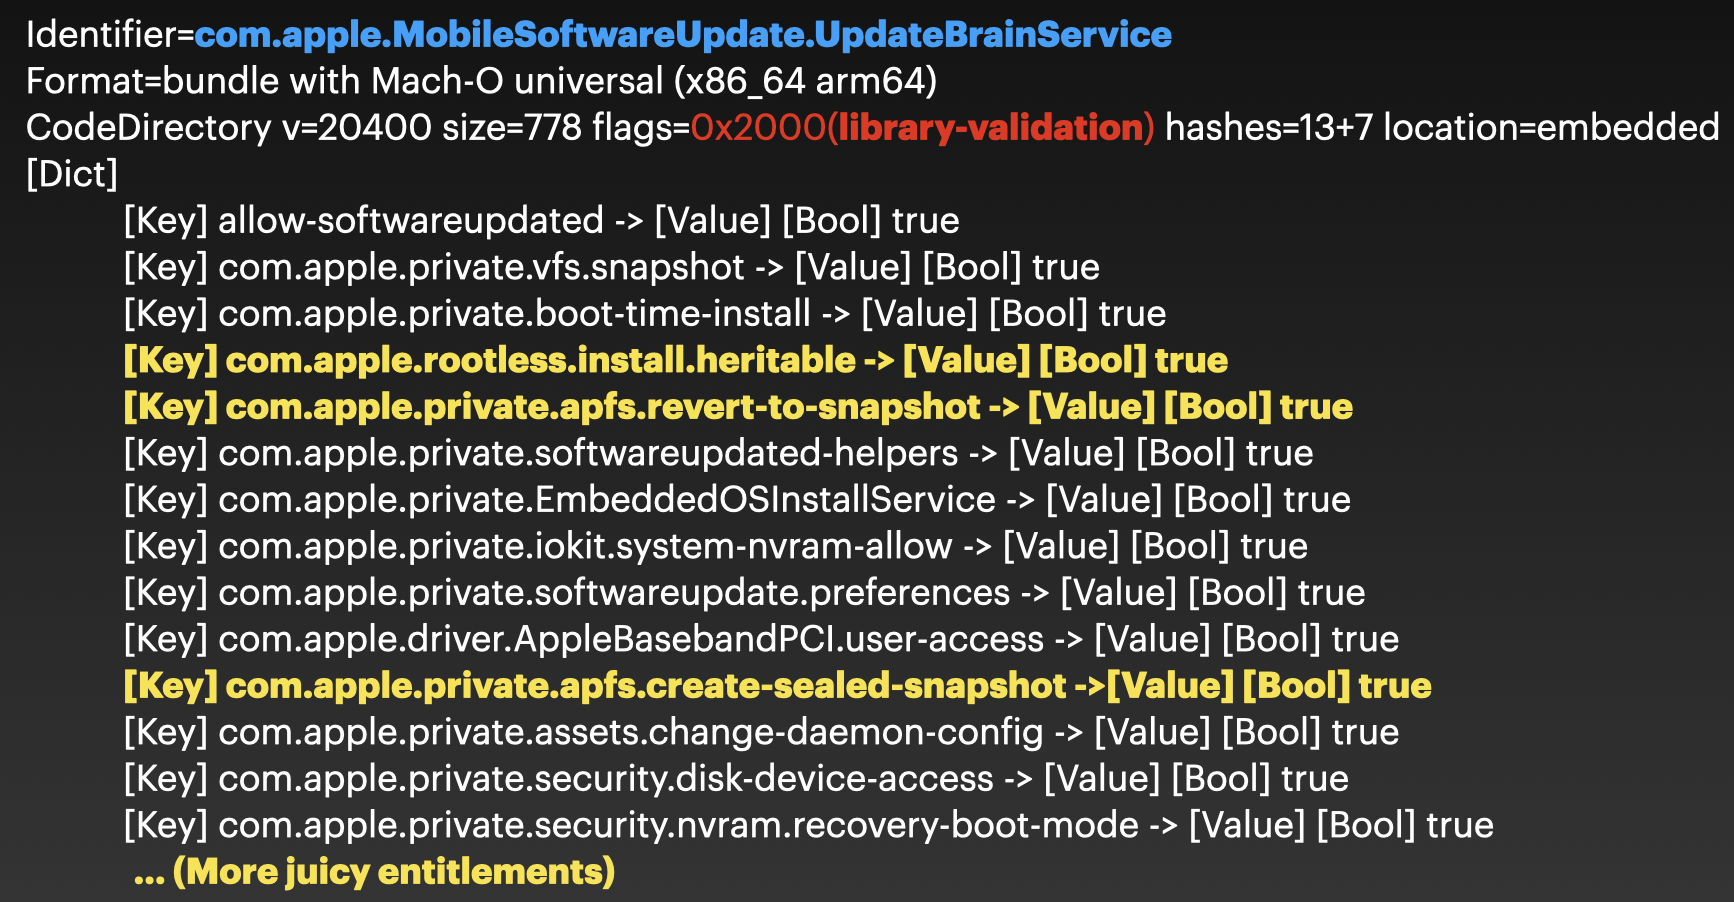 Identifier=com.apple.MobileSoftwareUpdate.UpdateBrainService
Format=bundle with Mach-O universal (x86_64 arm64)
CodeDirectory v=20400 size=778 flags=0x2000(library-validation) hashes=13+7 location=embedded
[Dict]
[Key] allow-softwareupdated -> [Value] [Bool] true
[Key] com.apple.private.vfs.snapshot -> [Value] [Bool] true
[Key] com.apple.private.boot-time-install -> [Value] [Bool] true
[Key] com.apple.rootless.install.heritable -> [Value] [Bool] true
[Key] com.apple.private.apfs.revert-to-snapshot -> [Value] [Bool] true
[Key] com.apple.private.softwareupdated-helpers -> [Value] [Bool] true
[Key] com.apple.private.EmbeddedOSInstallService -> [Value] [Bool] true
[Key] com.apple.private.iokit.system-nvram-allow -> [Value] [Bool] true
[Key] com.apple.private.softwareupdate.preferences -> [Value] [Bool] true
[Key] com.apple.driver.AppleBasebandPCI.user-access -> [Value] [Bool] true
[Key] com.apple.private.apfs.create-sealed-snapshot ->[Value] [Bool] true
[Key] com.apple.private.assets.change-daemon-config -> [Value] [Bool] true
[Key] com.apple.private.security.disk-device-access -> [Value] [Bool] true
[Key] com.apple.private.security.nvram.recovery-boot-mode -> [Value] [Bool] true
... (More juicy entitlements)